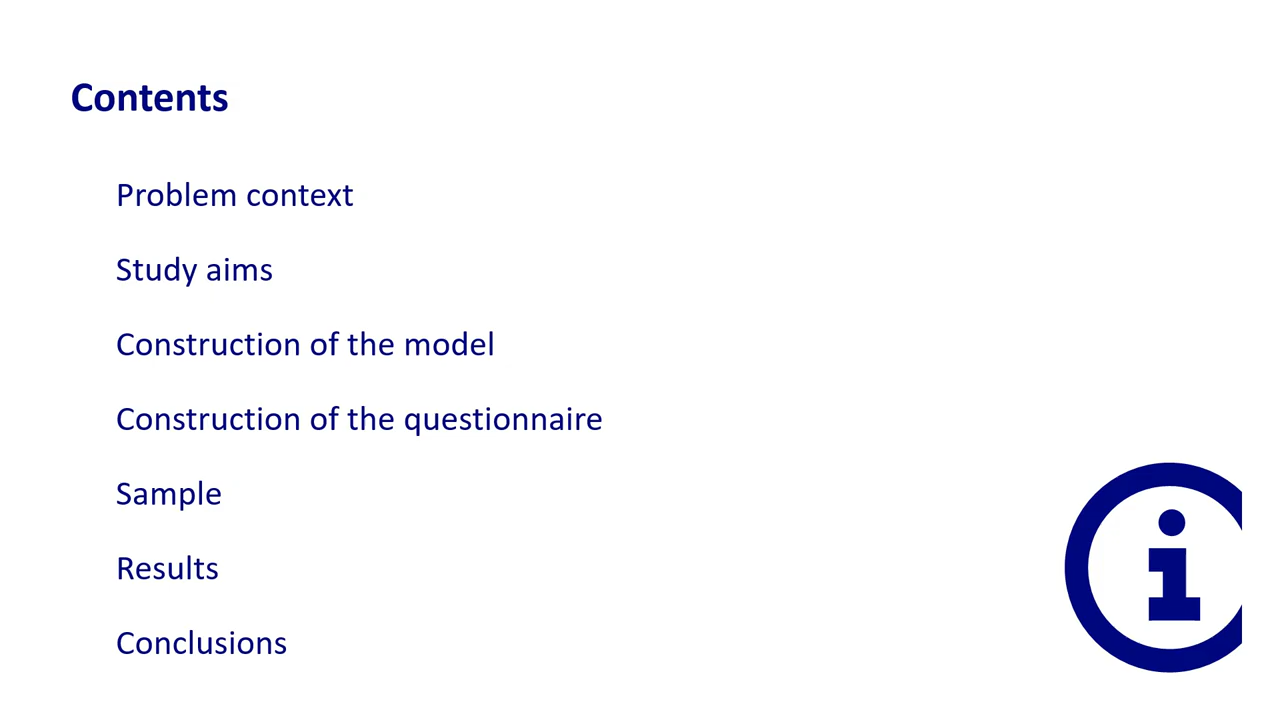 Contents
Problem context
Study aims
Construction of the model
Construction of the questionnaire
Sample
Results
Conclusions